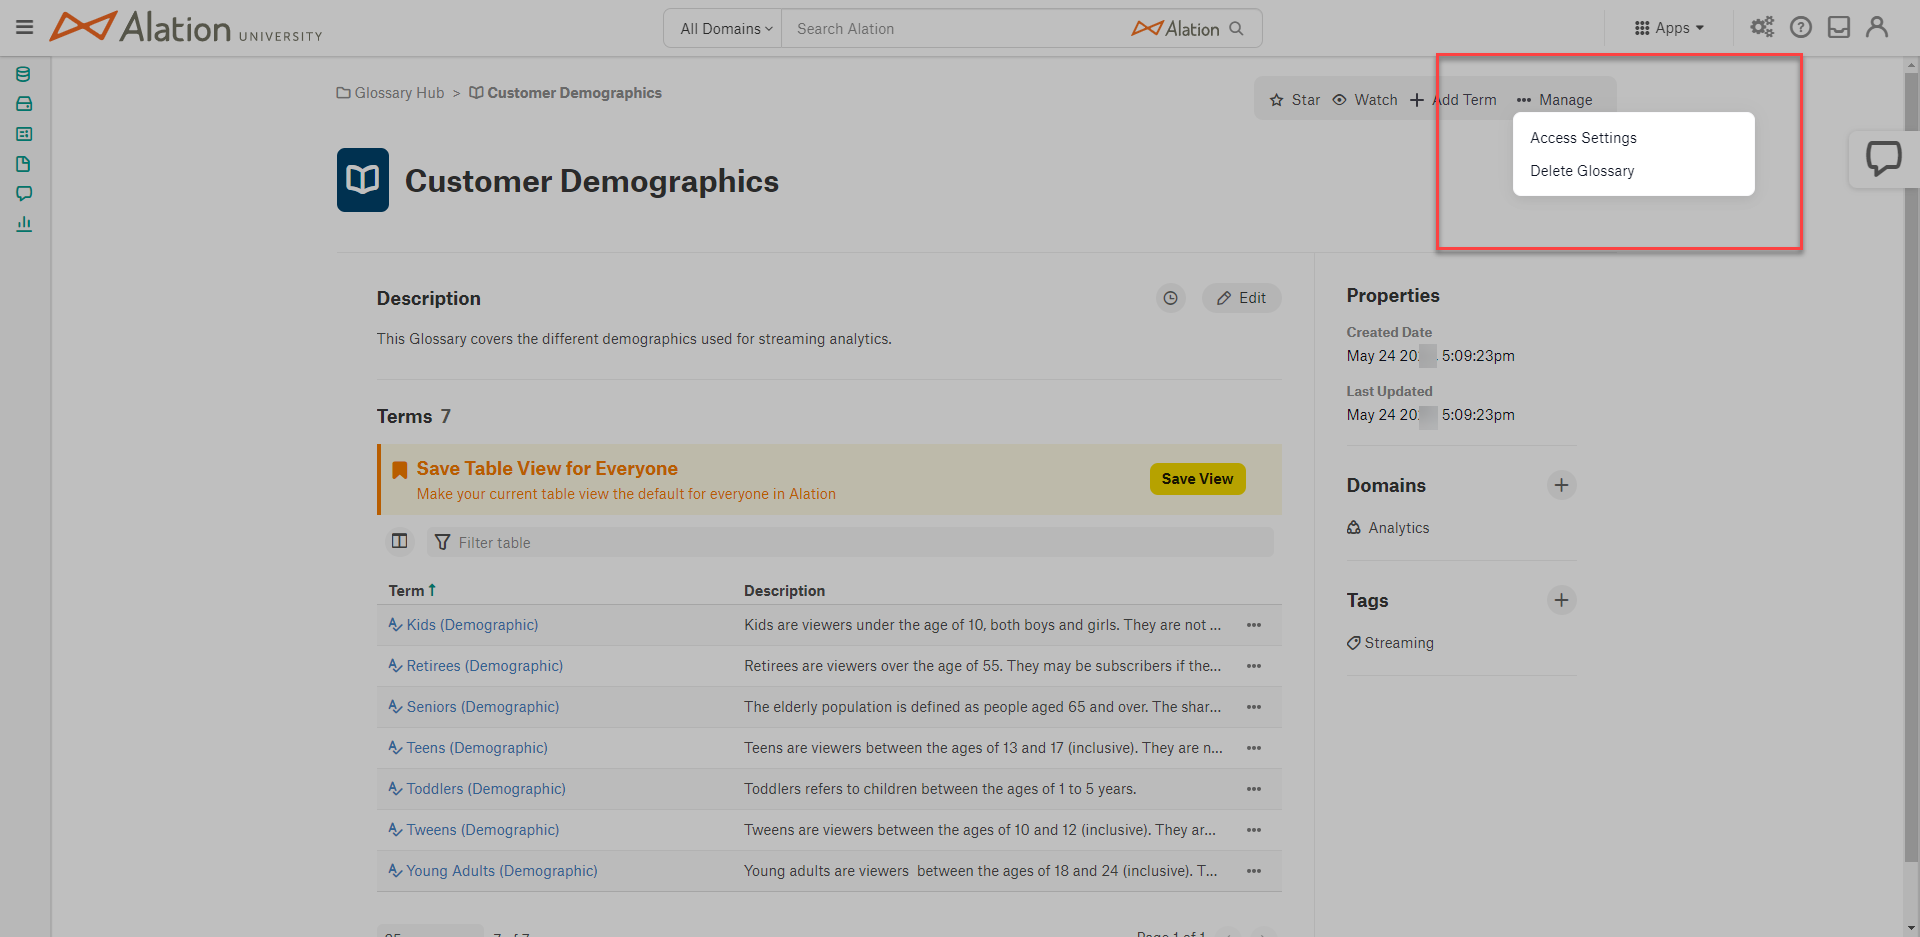 Alation UNIVERSITY
All Domains
Search Alation
Alation
Apps
Glossary Hub > Customer Demographics
Star Watch Add Term Manage
Access Settings
Delete Glossary
Customer Demographics
Description
Edit
This Glossary covers the different demographics used for streaming analytics.
Terms 7
Save Table View for Everyone
Make your current table view the default for everyone in Alation
Save View
Filter table
Term Description
Kids (Demographic) Kids are viewers under the age of 10, both boys and girls. They are not ...
Retirees (Demographic) Retirees are viewers over the age of 55. They may be subscribers if the...
Seniors (Demographic) The elderly population is defined as people aged 65 and over. The shar...
Teens (Demographic) Teens are viewers between the ages of 13 and 17 (inclusive). They are n...
Toddlers (Demographic) Toddlers refers to children between the ages of 1 to 5 years.
Tweens (Demographic) Tweens are viewers between the ages of 10 and 12 (inclusive). They ar...
Young Adults (Demographic) Young adults are viewers between the ages of 18 and 24 (inclusive). T...
Page 1 of 1
Properties
Created Date
May 24 20 5:09:23pm
Last Updated
May 24 20 5:09:23pm
Domains
Analytics
Tags
Streaming